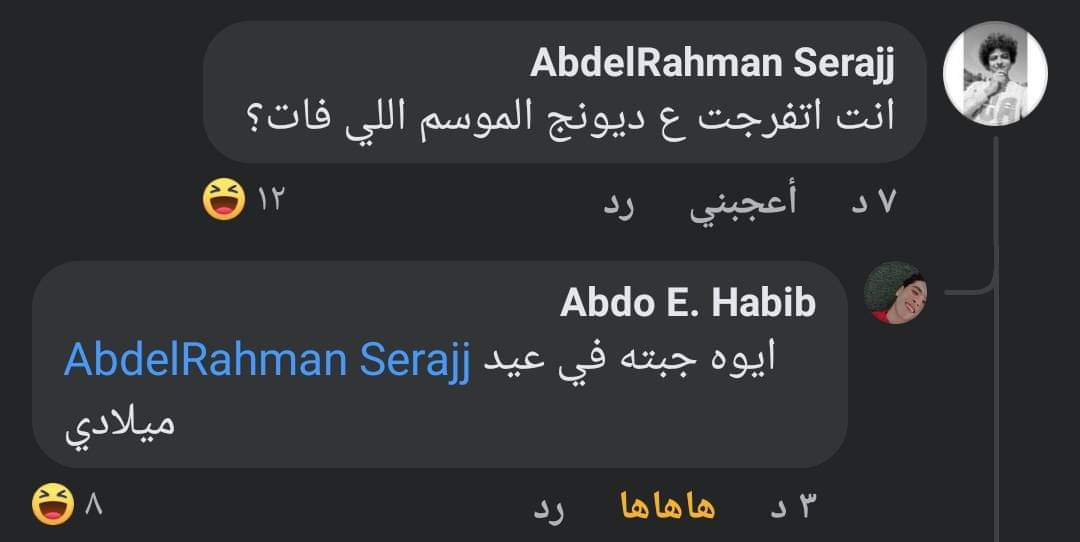 AbdelRahman Serajj
انت اتفرجت ع ديونج الموسم اللي فات؟
٧ د أعجبني رد ١٢
Abdo E. Habib
AbdelRahman Serajj ايوه جبته في عيد
ميلادي
٣ د هاهاها رد ٨